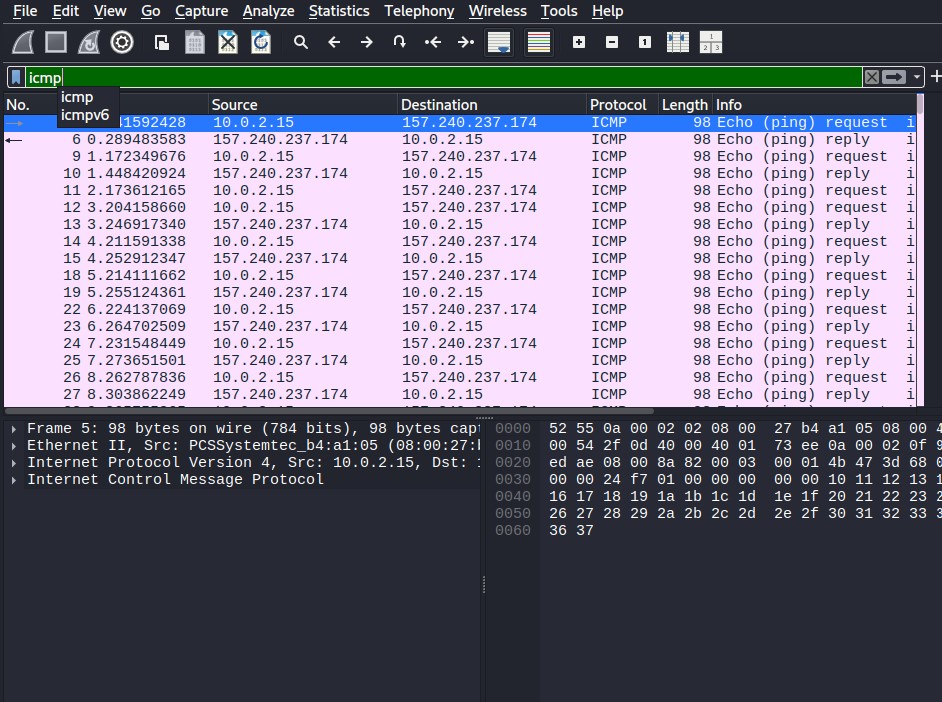 File Edit View Go Capture Analyze Statistics Telephony Wireless Tools Help
icmp
icmp
icmpv6
No. Source Destination Protocol Length Info
1592428 10.0.2.15 157.240.237.174 ICMP 98 Echo (ping) request i
6 0.289483583 157.240.237.174 10.0.2.15 ICMP 98 Echo (ping) reply i
9 1.172349676 10.0.2.15 157.240.237.174 ICMP 98 Echo (ping) request i
10 1.448420924 157.240.237.174 10.0.2.15 ICMP 98 Echo (ping) reply i
11 2.173612165 10.0.2.15 157.240.237.174 ICMP 98 Echo (ping) request i
12 3.204158660 10.0.2.15 157.240.237.174 ICMP 98 Echo (ping) request i
13 3.246917340 157.240.237.174 10.0.2.15 ICMP 98 Echo (ping) reply i
14 4.211591338 10.0.2.15 157.240.237.174 ICMP 98 Echo (ping) request i
15 4.252912347 157.240.237.174 10.0.2.15 ICMP 98 Echo (ping) reply i
18 5.214111662 10.0.2.15 157.240.237.174 ICMP 98 Echo (ping) request i
19 5.255124361 157.240.237.174 10.0.2.15 ICMP 98 Echo (ping) reply i
22 6.224137069 10.0.2.15 157.240.237.174 ICMP 98 Echo (ping) request i
23 6.264702509 157.240.237.174 10.0.2.15 ICMP 98 Echo (ping) reply i
24 7.231548449 10.0.2.15 157.240.237.174 ICMP 98 Echo (ping) request i
25 7.273651501 157.240.237.174 10.0.2.15 ICMP 98 Echo (ping) reply i
26 8.262787836 10.0.2.15 157.240.237.174 ICMP 98 Echo (ping) request i
27 8.303862249 157.240.237.174 10.0.2.15 ICMP 98 Echo (ping) reply i
Frame 5: 98 bytes on wire (784 bits), 98 bytes capt
Ethernet II, Src: PCSSystemtec_b4:a1:05 (08:00:27:
Internet Protocol Version 4, Src: 10.0.2.15, Dst:
Internet Control Message Protocol
0000 52 55 0a 00 02 02 08 00 27 b4 a1 05 08 00 4
0010 00 54 2f 0d 40 00 40 01 73 ee 0a 00 02 0f 9
0020 ed ae 08 00 8a 82 00 03 00 01 4b 47 3d 68 0
0030 00 00 24 f7 01 00 00 00 00 00 10 11 12 13 1
0040 16 17 18 19 1a 1b 1c 1d 1e 1f 20 21 22 23 2
0050 26 27 28 29 2a 2b 2c 2d 2e 2f 30 31 32 33 3
0060 36 37